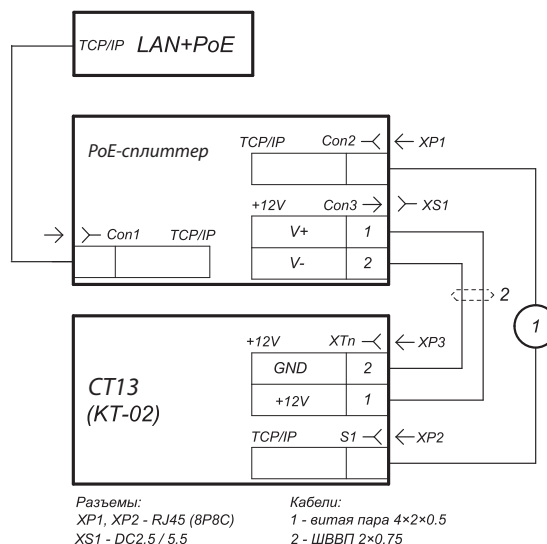 TCP/IP LAN+PoE
PoE-сплиттер
TCP/IP Con2 XP1
+12V Con3 XS1
V+ 1
V- 2
Con1 TCP/IP
2
1
+12V XTn XP3
GND 2
+12V 1
СТ13
(КТ-02)
TCP/IP S1 XP2
Разъемы:
XP1, XP2 - RJ45 (8P8C)
XS1 - DC2.5 / 5.5
Кабели:
1 - витая пара 4×2×0.5
2 - ШВВП 2×0.75